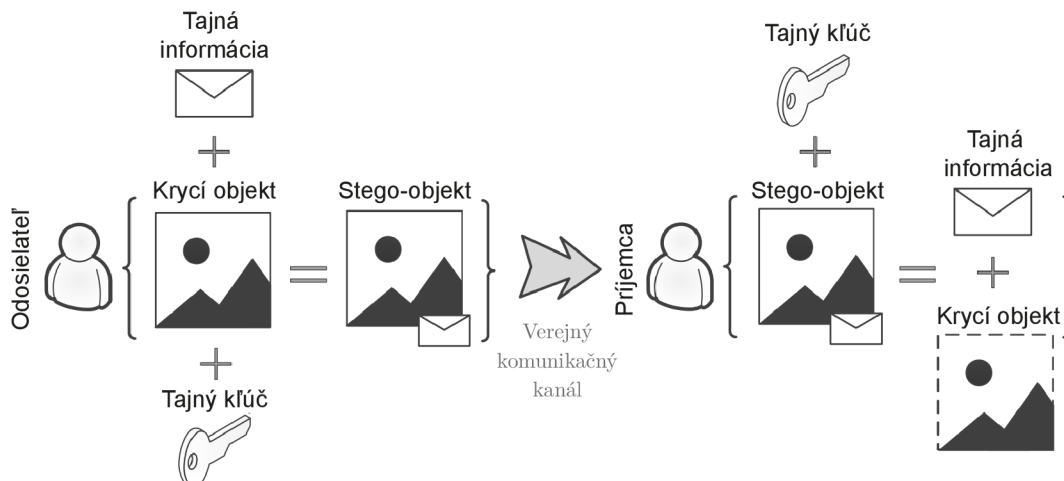 Tajná
informácia
Krycí objekt
Stego-objekt
Odosielateľ
Tajný kľúč
Verejný
komunikačný
kanál
Tajný kľúč
Stego-objekt
Príjemca
Tajná
informácia
Krycí objekt